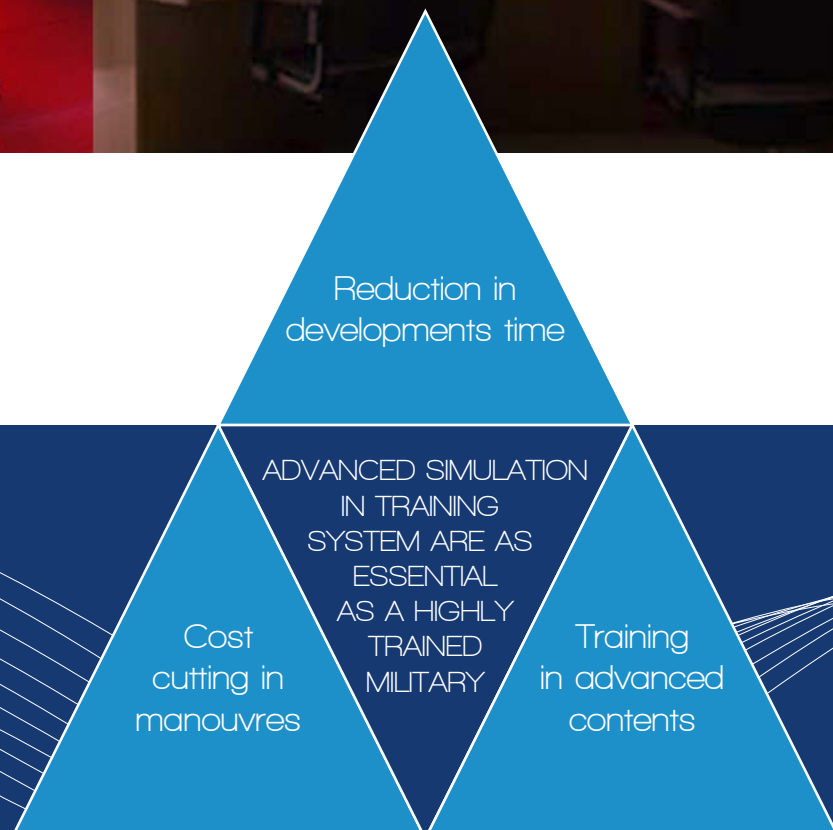 Reduction in
developments time
ADVANCED SIMULATION
IN TRAINING
SYSTEM ARE AS
ESSENTIAL
AS A HIGHLY
TRAINED
MILITARY
Cost
cutting in
manouvres
Training
in advanced
contents